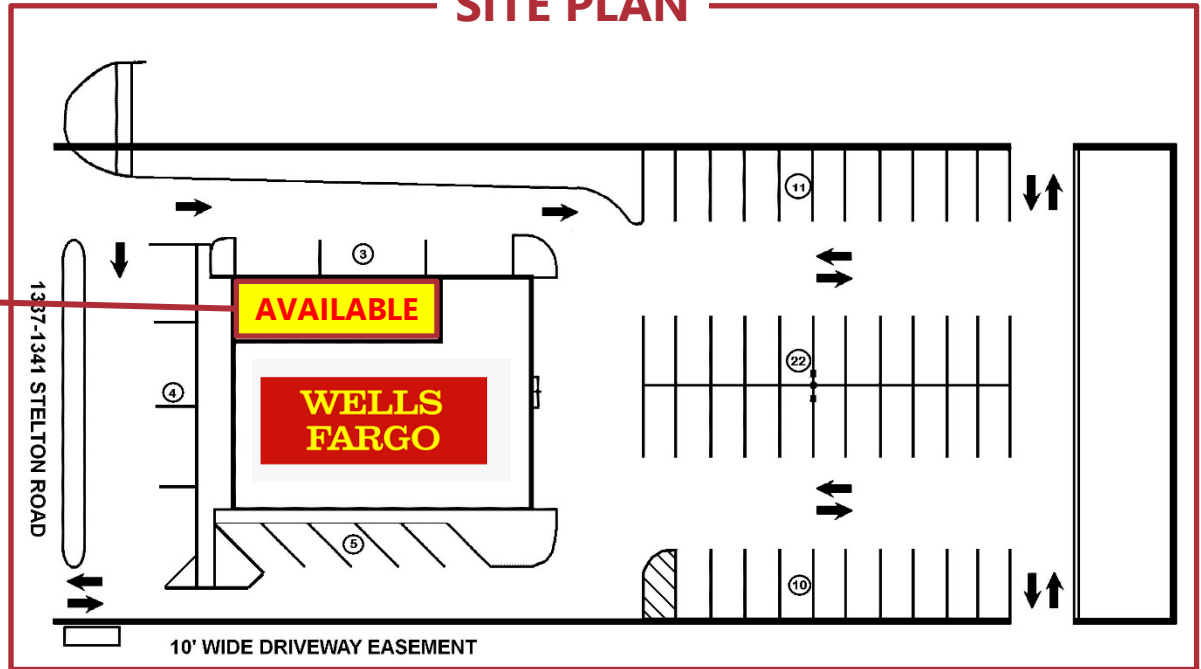 SITE PLAN
11
3
AVAILABLE
1337-1341 STELTON ROAD
22
4
WELLS
FARGO
5
10
10' WIDE DRIVEWAY EASEMENT